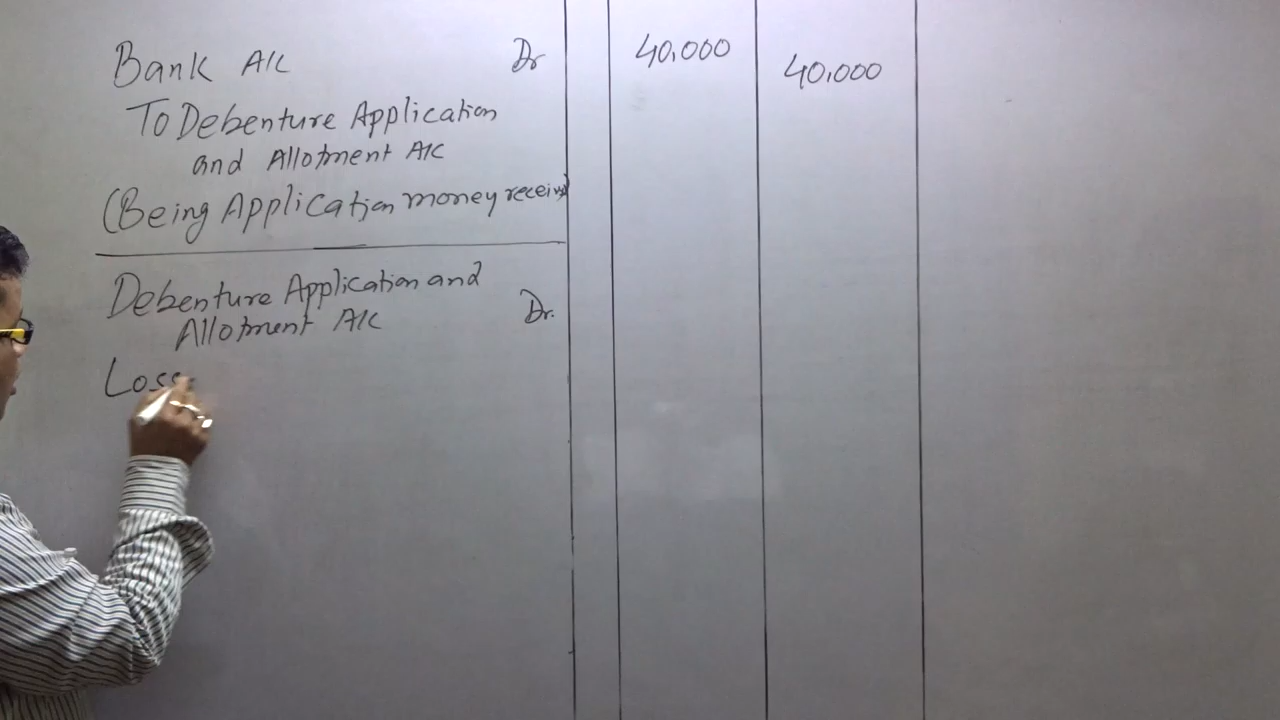 Bank A/C Dr 40,000
40,000
To Debenture Application
and Allotment A/C
(Being Application money received
Debenture Application and
Allotment A/C Dr.
Loss